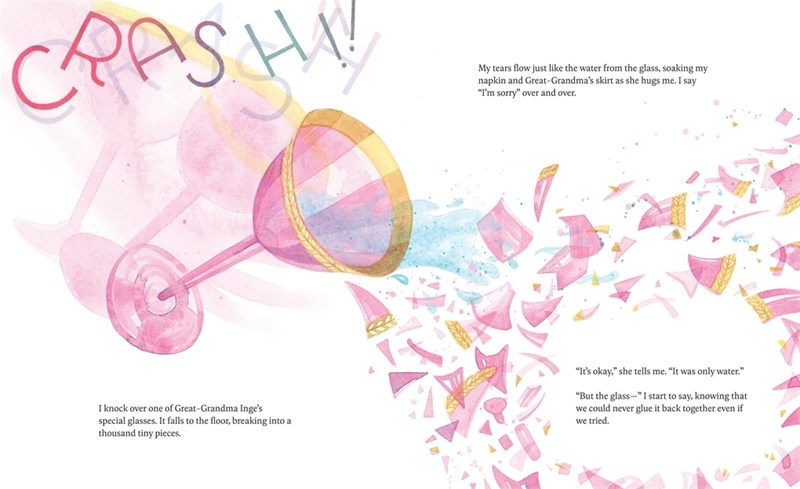 CRASH!!
I knock over one of Great-Grandma Inge's
special glasses. It falls to the floor, breaking into a
thousand tiny pieces.
My tears flow just like the water from the glass, soaking my
napkin and Great-Grandma's skirt as she hugs me. I say
"I'm sorry" over and over.
"It's okay," she tells me. "It was only water."
"But the glass—" I start to say, knowing that
we could never glue it back together even if
we tried.